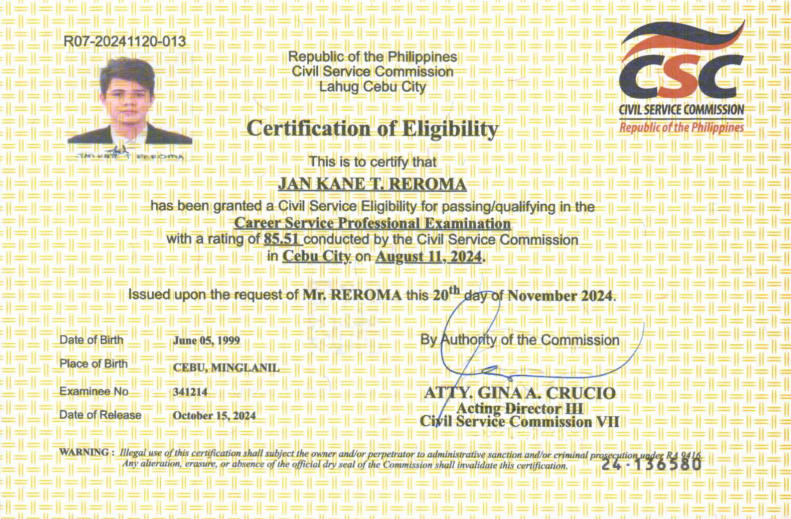 R07-20241120-013
Republic of the Philippines
Civil Service Commission
Lahug Cebu City
CSC
CIVIL SERVICE COMMISSION
Republic of the Philippines
Certification of Eligibility
JAN KANE T. REROMA
This is to certify that
JAN KANE T. REROMA
has been granted a Civil Service Eligibility for passing/qualifying in the
Career Service Professional Examination
with a rating of 85.51 conducted by the Civil Service Commission
in Cebu City on August 11, 2024.
Issued upon the request of Mr. REROMA this 20th day of November 2024.
Date of Birth June 05, 1999
Place of Birth CEBU, MINGLANIL
Examinee No 341214
Date of Release October 15, 2024
By Authority of the Commission
ATTY. GINA A. CRUCIO
Acting Director III
Civil Service Commission VII
WARNING : Illegal use of this certification shall subject the owner and/or perpetrator to administrative sanction and/or criminal prosecution under RA 9416.
Any alteration, erasure, or absence of the official dry seal of the Commission shall invalidate this certification.
24-136580